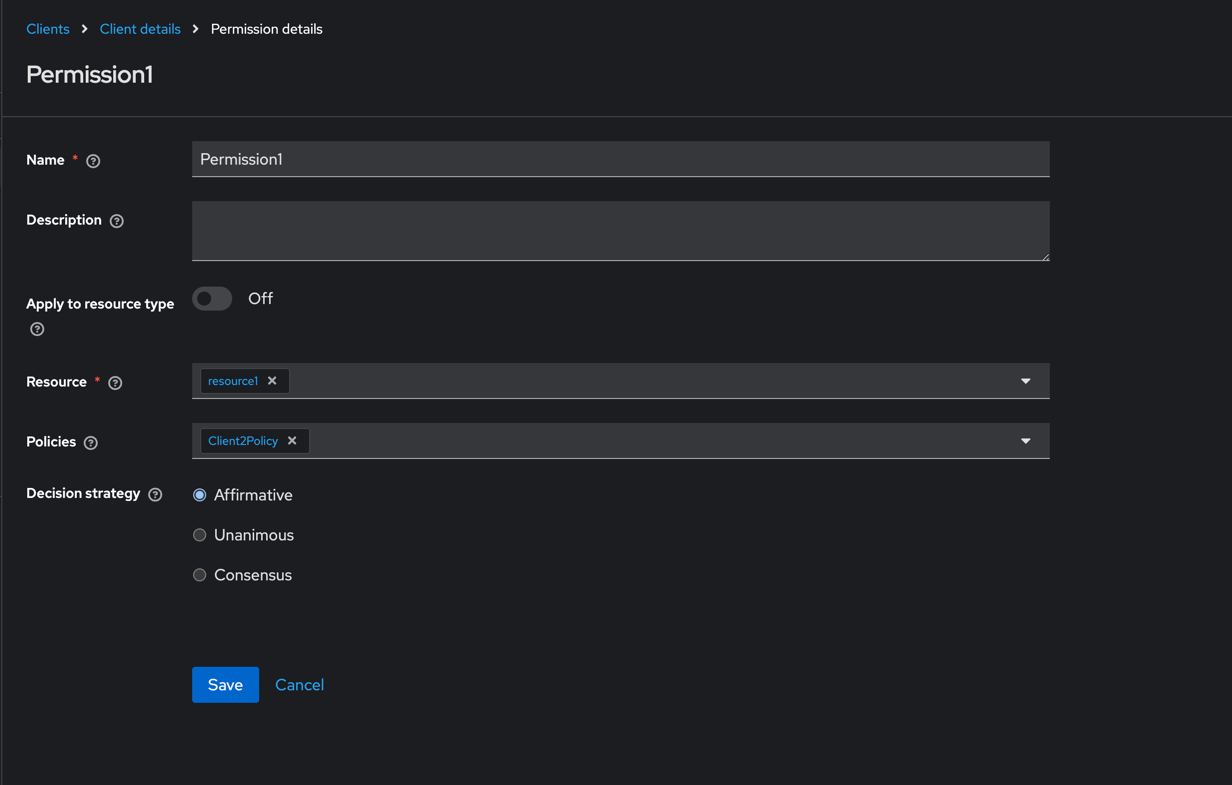 Clients > Client details > Permission details
Permission1
Name * Permission1
Description
Apply to resource type Off
Resource * resource1
Policies Client2Policy
Decision strategy Affirmative
Unanimous
Consensus
Save Cancel